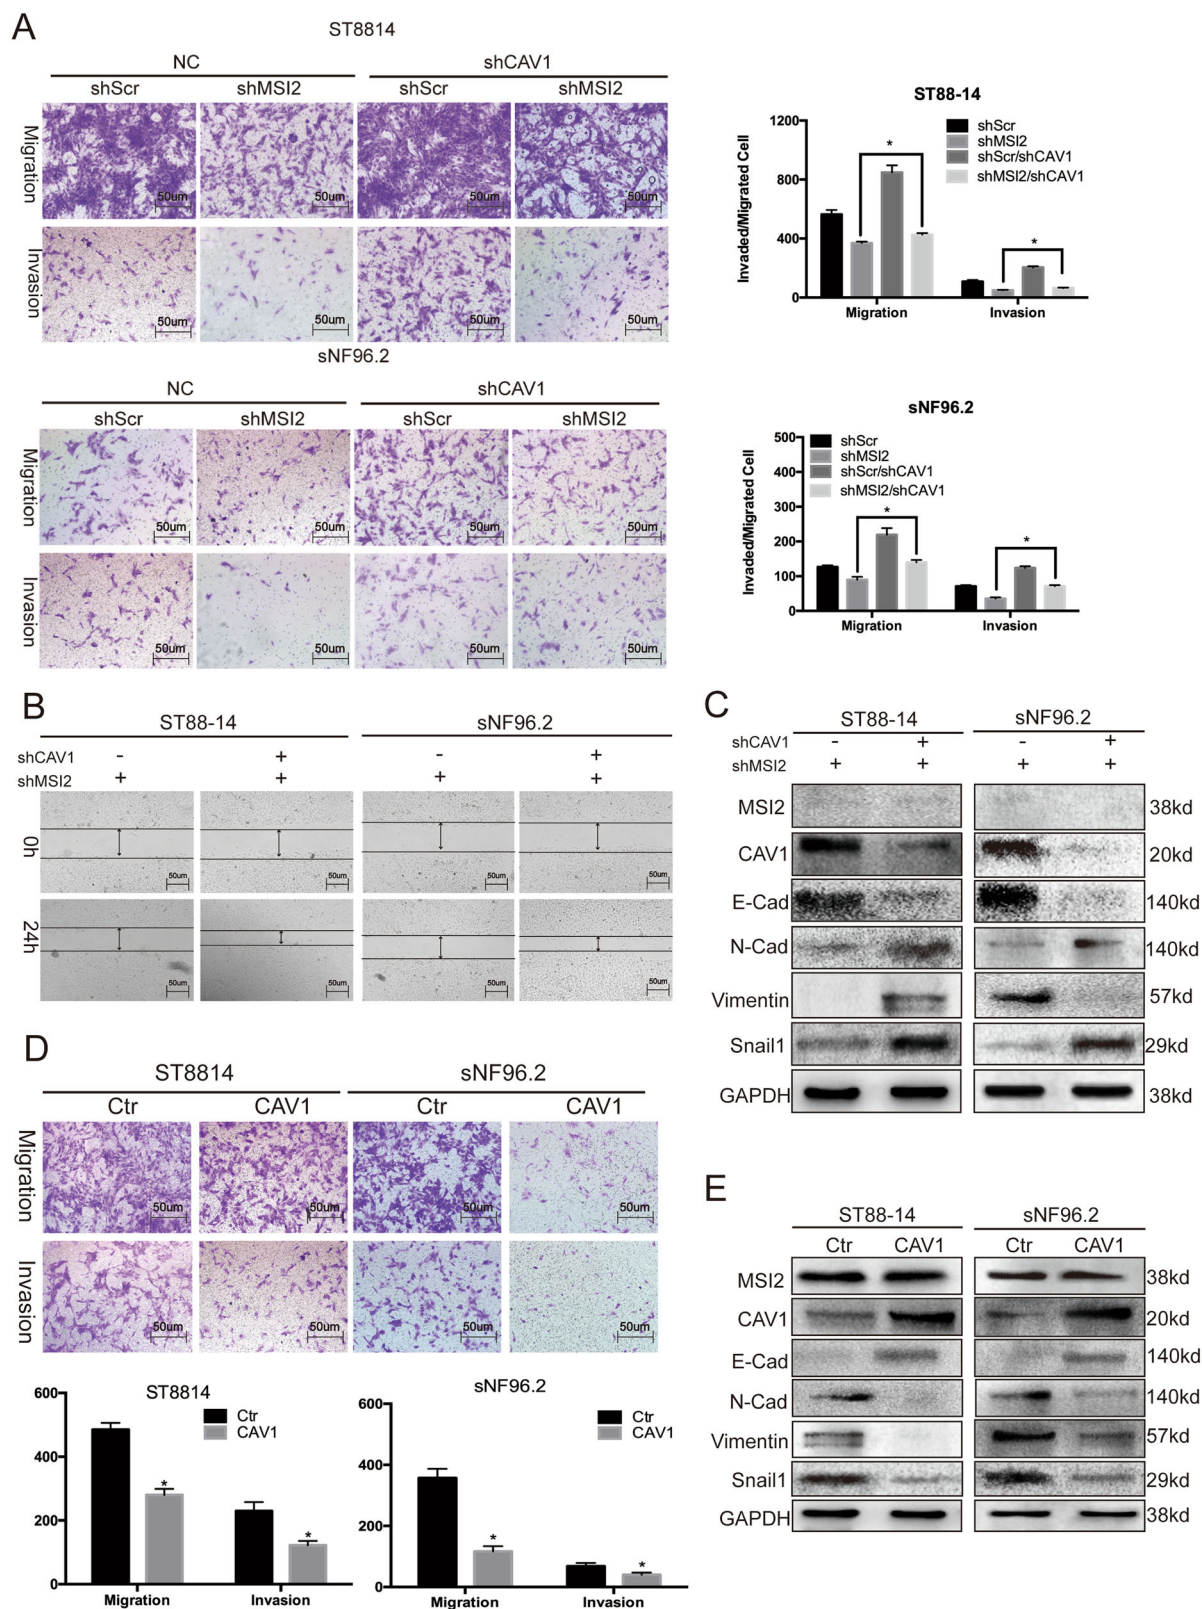 A
ST8814
NC shCAV1
shScr shMSI2 shScr shMSI2
Migration
50um 50um 50um 50um
Invasion
50um 50um 50um 50um
ST88-14
Invaded/Migrated Cell
1200
800
400
0
shScr
shMSI2
shScr/shCAV1
shMSI2/shCAV1
* *
Migration Invasion
sNF96.2
NC shCAV1
shScr shMSI2 shScr shMSI2
Migration
50um 50um 50um 50um
Invasion
50um 50um 50um 50um
sNF96.2
Invaded/Migrated Cell
500
400
300
200
100
0
shScr
shMSI2
shScr/shCAV1
shMSI2/shCAV1
* *
Migration Invasion
B
ST88-14 sNF96.2
shCAV1 - + - +
shMSI2 + + + +
0h
50um 50um 50um 50um
24h
50um 50um 50um 50um
C
ST88-14 sNF96.2
shCAV1 - + - +
shMSI2 + + + +
MSI2 38kd
CAV1 20kd
E-Cad 140kd
N-Cad 140kd
Vimentin 57kd
Snail1 29kd
GAPDH 38kd
D
ST8814 sNF96.2
Ctr CAV1 Ctr CAV1
Migration
50um 50um 50um 50um
Invasion
50um 50um 50um 50um
ST8814
600
400
200
0
Ctr
CAV1
* *
Migration Invasion
sNF96.2
600
400
200
0
Ctr
CAV1
* *
Migration Invasion
E
ST88-14 sNF96.2
Ctr CAV1 Ctr CAV1
MSI2 38kd
CAV1 20kd
E-Cad 140kd
N-Cad 140kd
Vimentin 57kd
Snail1 29kd
GAPDH 38kd